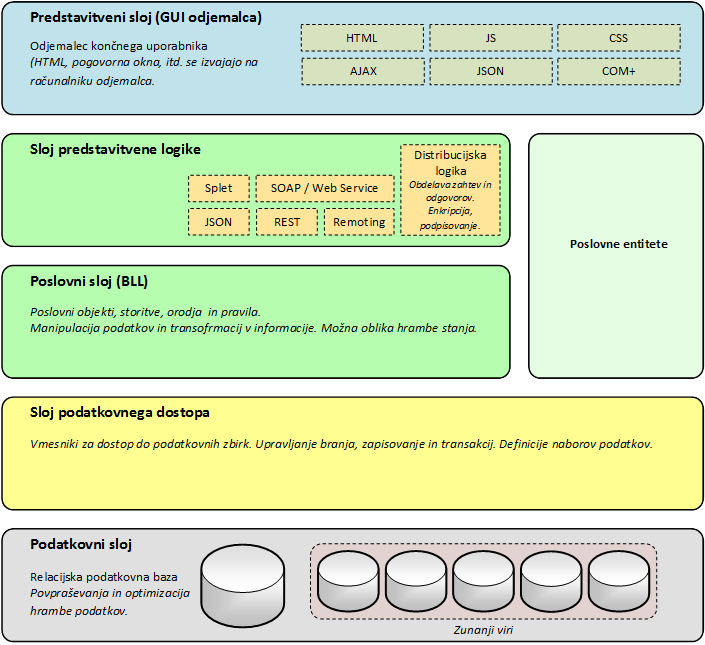 Predstavitveni sloj (GUI odjemalca)
Odjemalec končnega uporabnika
(HTML, pogovorna okna, itd. se izvajajo na
računalniku odjemalca.
HTML
JS
CSS
AJAX
JSON
COM+
Sloj predstavitvene logike
Splet
SOAP / Web Service
JSON
REST
Remoting
Distribucijska
logika
Obdelava zahtev in
odgovorov.
Enkripcija,
podpisovanje.
Poslovne entitete
Poslovni sloj (BLL)
Poslovni objekti, storitve, orodja in pravila.
Manipulacija podatkov in transofrmacij v informacije. Možna oblika hrambe stanja.
Sloj podatkovnega dostopa
Vmesniki za dostop do podatkovnih zbirk. Upravljanje branja, zapisovanje in transakcij. Definicije naborov podatkov.
Podatkovni sloj
Relacijska podatkovna baza
Povpraševanja in optimizacija
hrambe podatkov.
Zunanji viri